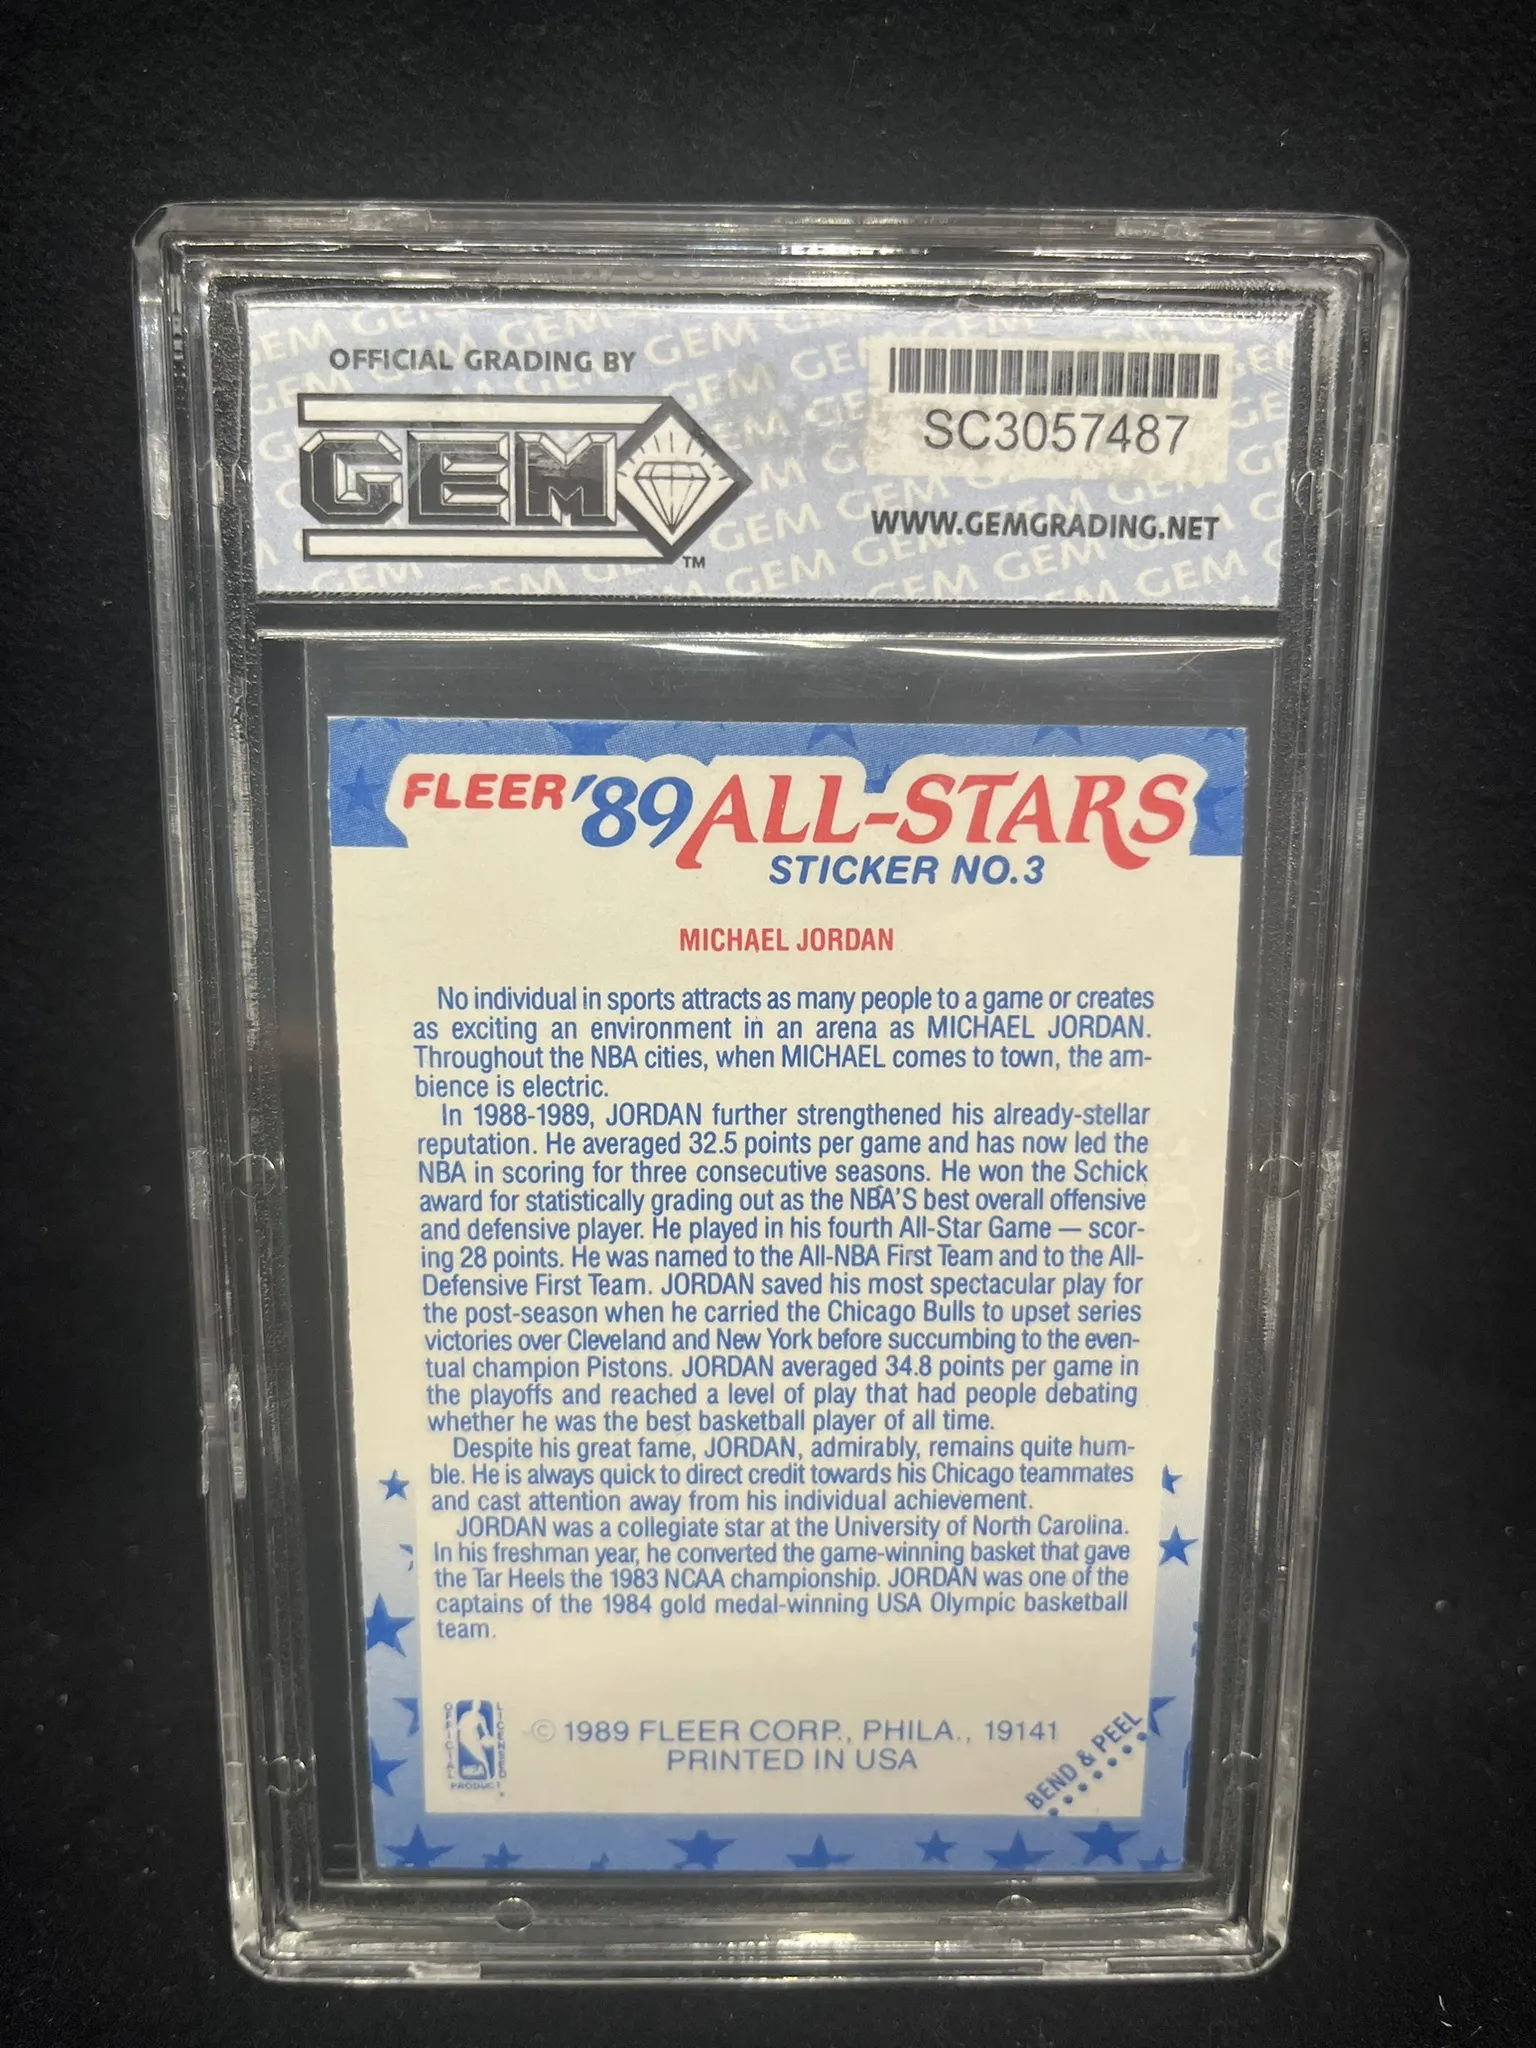 OFFICIAL GRADING BY
GEM
TM
SC3057487
WWW.GEMGRADING.NET
FLEER '89 ALL-STARS
STICKER NO.3
MICHAEL JORDAN
No individual in sports attracts as many people to a game or creates
as exciting an environment in an arena as MICHAEL JORDAN.
Throughout the NBA cities, when MICHAEL comes to town, the am-
bience is electric.
In 1988-1989, JORDAN further strengthened his already-stellar
reputation. He averaged 32.5 points per game and has now led the
NBA in scoring for three consecutive seasons. He won the Schick
award for statistically grading out as the NBA'S best overall offensive
and defensive player. He played in his fourth All-Star Game — scor-
ing 28 points. He was named to the All-NBA First Team and to the All-
Defensive First Team. JORDAN saved his most spectacular play for
the post-season when he carried the Chicago Bulls to upset series
victories over Cleveland and New York before succumbing to the even-
tual champion Pistons. JORDAN averaged 34.8 points per game in
the playoffs and reached a level of play that had people debating
whether he was the best basketball player of all time.
Despite his great fame, JORDAN, admirably, remains quite hum-
ble. He is always quick to direct credit towards his Chicago teammates
and cast attention away from his individual achievement.
JORDAN was a collegiate star at the University of North Carolina.
In his freshman year, he converted the game-winning basket that gave
the Tar Heels the 1983 NCAA championship. JORDAN was one of the
captains of the 1984 gold medal-winning USA Olympic basketball
team.
OFFICIAL
NBA
LICENSED
PRODUCT
© 1989 FLEER CORP., PHILA., 19141
PRINTED IN USA
BEND & PEEL